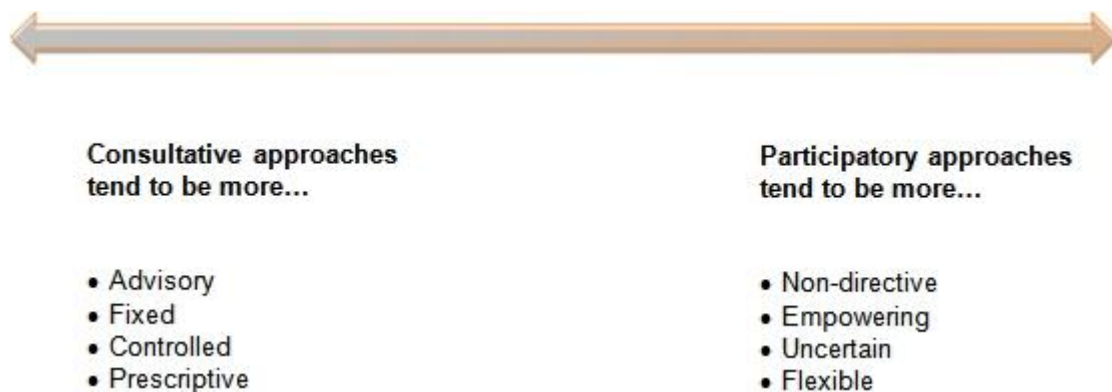 Consultative approaches
tend to be more…
• Advisory
• Fixed
• Controlled
• Prescriptive
Participatory approaches
tend to be more…
• Non-directive
• Empowering
• Uncertain
• Flexible